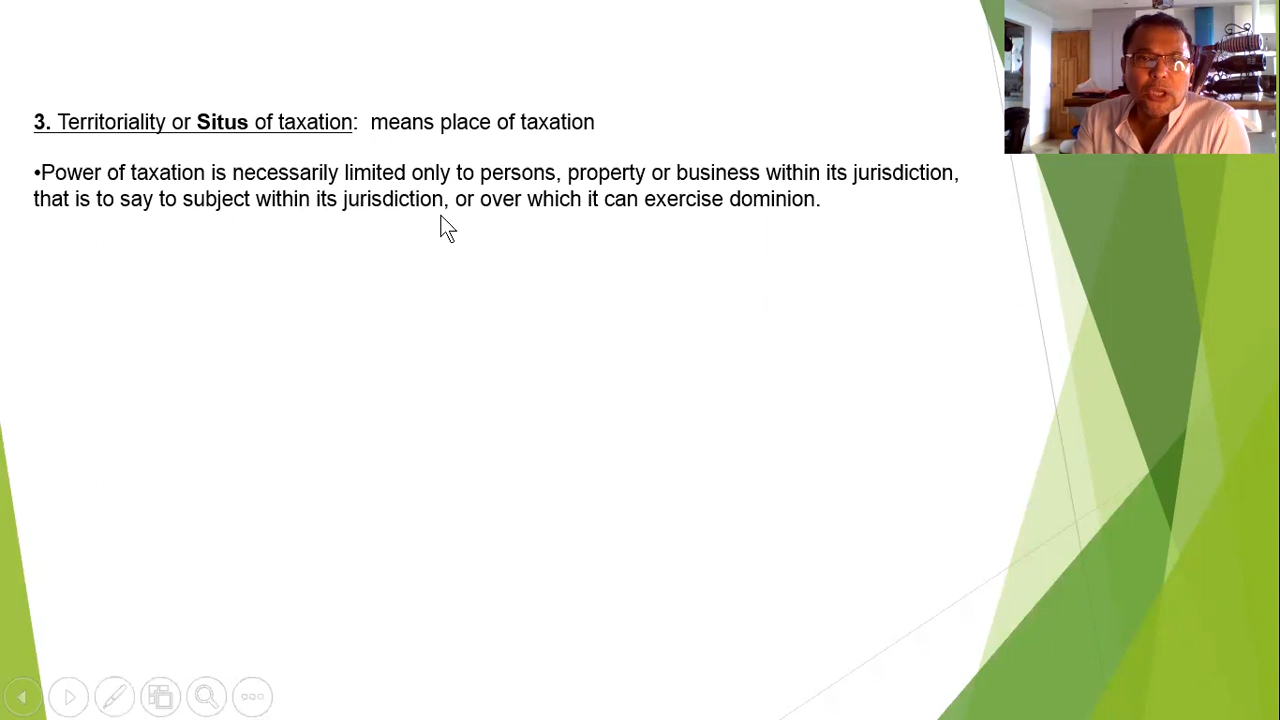 3. Territoriality or Situs of taxation: means place of taxation
•Power of taxation is necessarily limited only to persons, property or business within its jurisdiction,
that is to say to subject within its jurisdiction, or over which it can exercise dominion.